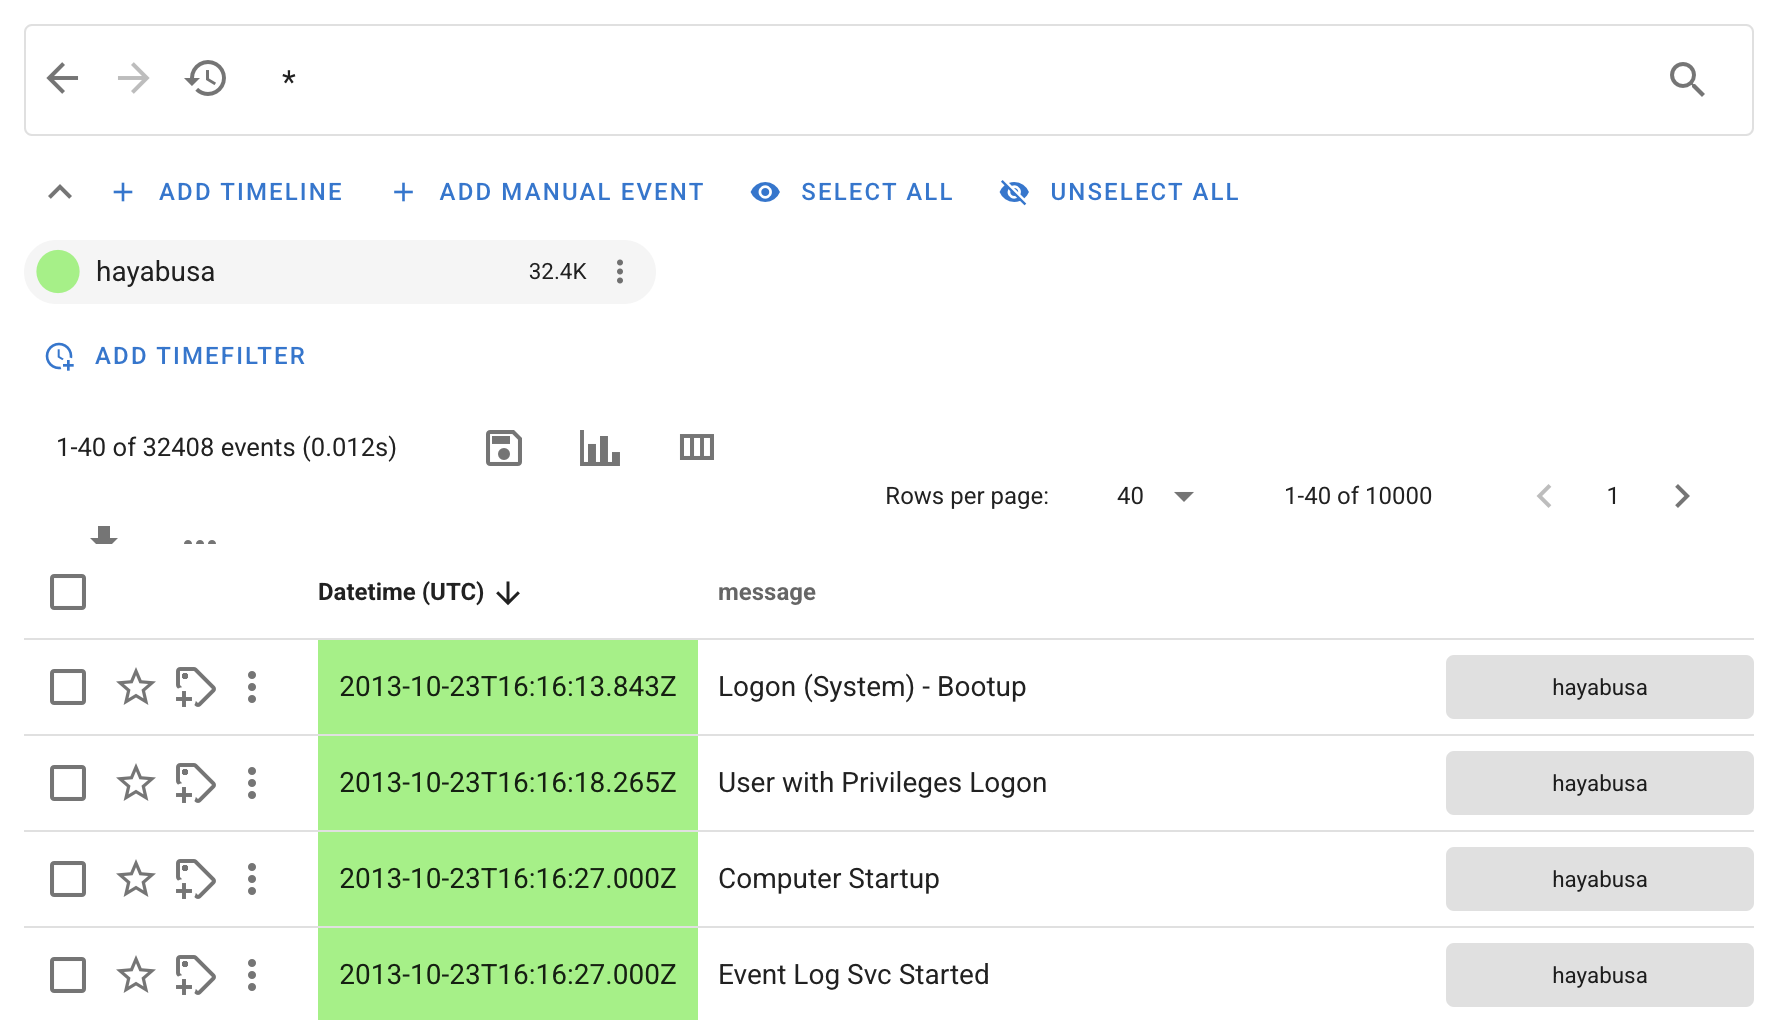 *
+ ADD TIMELINE + ADD MANUAL EVENT SELECT ALL UNSELECT ALL
hayabusa 32.4K
ADD TIMEFILTER
1-40 of 32408 events (0.012s)
Rows per page: 40 1-40 of 10000 1
Datetime (UTC) message
2013-10-23T16:16:13.843Z Logon (System) - Bootup hayabusa
2013-10-23T16:16:18.265Z User with Privileges Logon hayabusa
2013-10-23T16:16:27.000Z Computer Startup hayabusa
2013-10-23T16:16:27.000Z Event Log Svc Started hayabusa